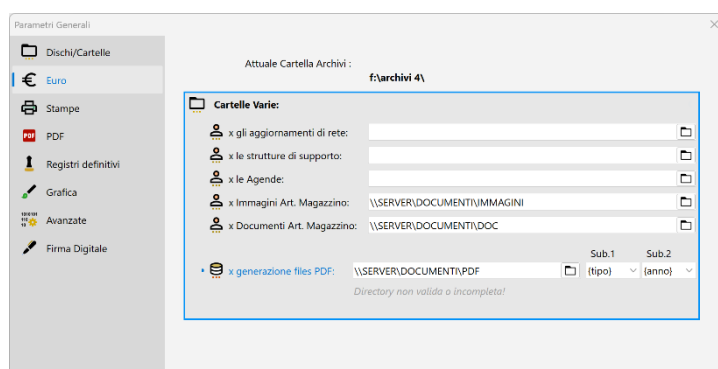 Parametri Generali
Dischi/Cartelle
Euro
Stampe
PDF
Registri definitivi
Grafica
Avanzate
Firma Digitale
Attuale Cartella Archivi :
f:\archivi 4\
Cartelle Varie:
x gli aggiornamenti di rete:
x le strutture di supporto:
x le Agende:
x Immagini Art. Magazzino: \\SERVER\DOCUMENTI\IMMAGINI
x Documenti Art. Magazzino: \\SERVER\DOCUMENTI\DOC
Sub.1 Sub.2
x generazione files PDF: \\SERVER\DOCUMENTI\PDF {tipo} {anno}
Directory non valida o incompleta!